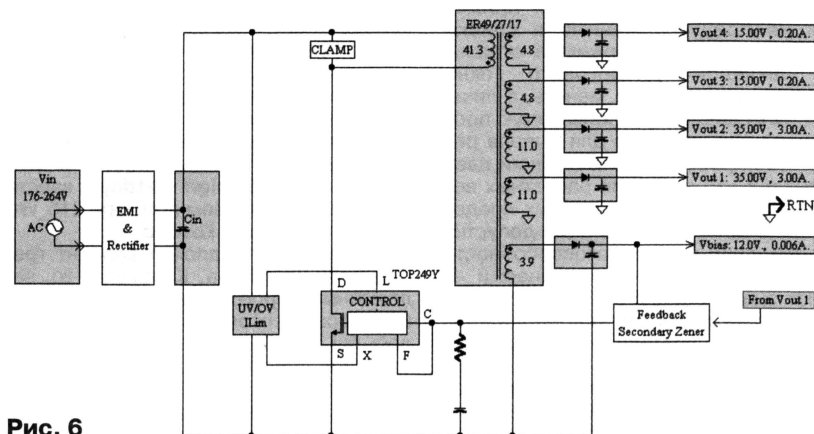 ER49/27/17
CLAMP
41.3
4.8
Vout 4: 15.00V , 0.20A.
4.8
Vout 3: 15.00V , 0.20A.
11.0
Vout 2: 35.00V , 3.00A.
11.0
Vout 1: 35.00V , 3.00A.
RTN
Vin
176-264V
AC
EMI
&
Rectifier
Cin
3.9
Vbias: 12.0V., 0.006A.
D
L
TOP249Y
UV/OV
ILim
CONTROL
C
S
X
F
Feedback
Secondary Zener
From Vout 1
Рис. 6